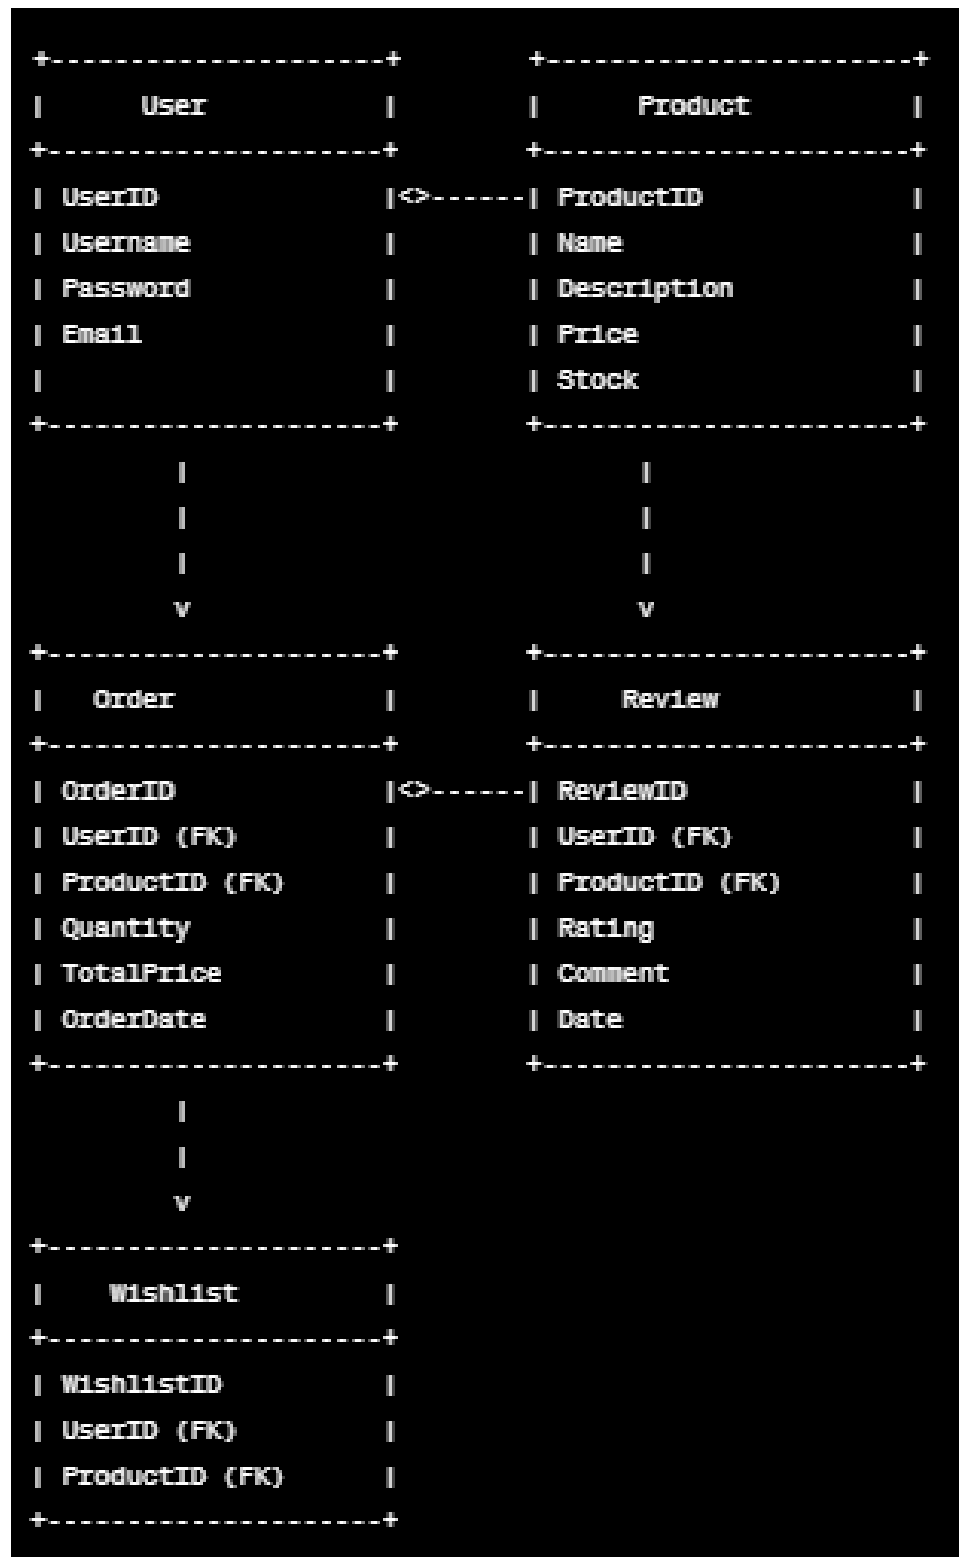 +---------------------+        +-----------------------+
|      User           |        |      Product          |
+---------------------+        +-----------------------+
| UserID              |<>------| ProductID             |
| Username            |        | Name                  |
| Password            |        | Description           |
| Email               |        | Price                 |
|                     |        | Stock                 |
+---------------------+        +-----------------------+
         |                            |
         |                            |
         |                            |
         v                            v
+---------------------+        +-----------------------+
|   Order             |        |     Review            |
+---------------------+        +-----------------------+
| OrderID             |<>------| ReviewID              |
| UserID (FK)         |        | UserID (FK)           |
| ProductID (FK)      |        | ProductID (FK)        |
| Quantity            |        | Rating                |
| TotalPrice          |        | Comment               |
| OrderDate           |        | Date                  |
+---------------------+        +-----------------------+
         |
         |
         v
+---------------------+
|    Wishlist         |
+---------------------+
| WishlistID          |
| UserID (FK)         |
| ProductID (FK)      |
+---------------------+